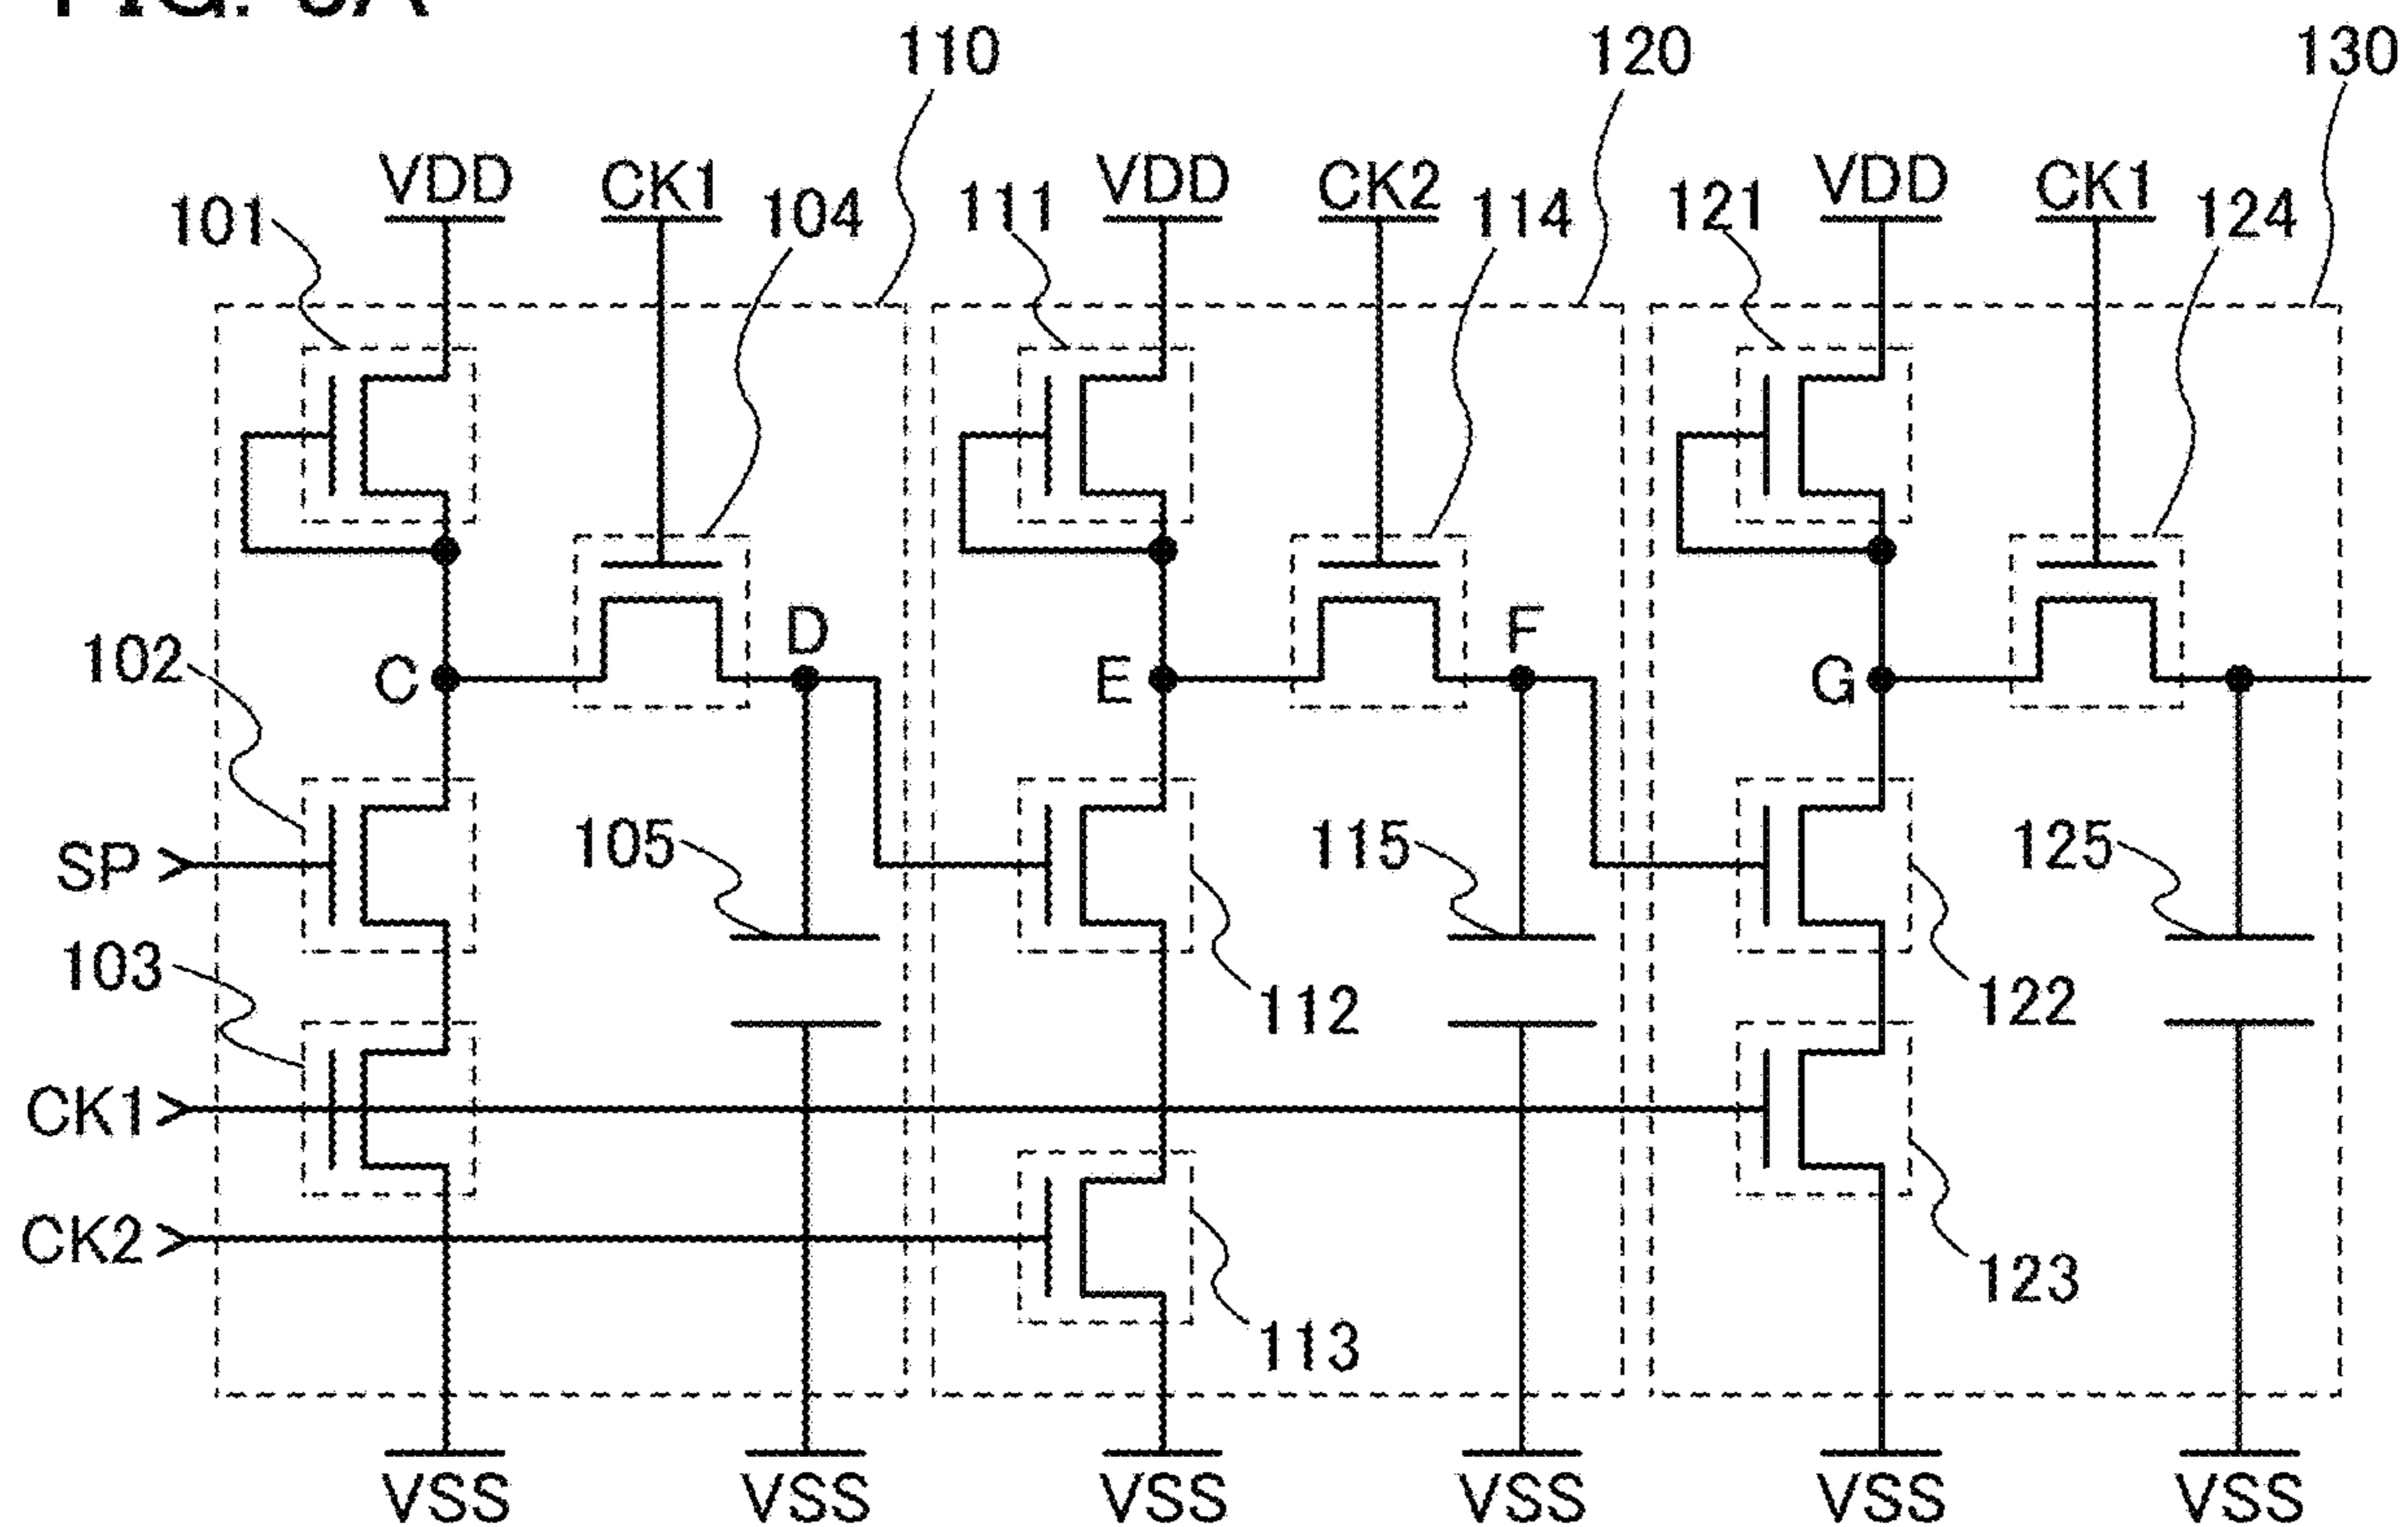 110 120 130
VDD CK1 VDD CK2 VDD CK1
101 104 111 114 121 124
D F
102 C E G
SP 105 115 125
103 112 122
CK1
CK2 123
113
VSS VSS VSS VSS VSS VSS